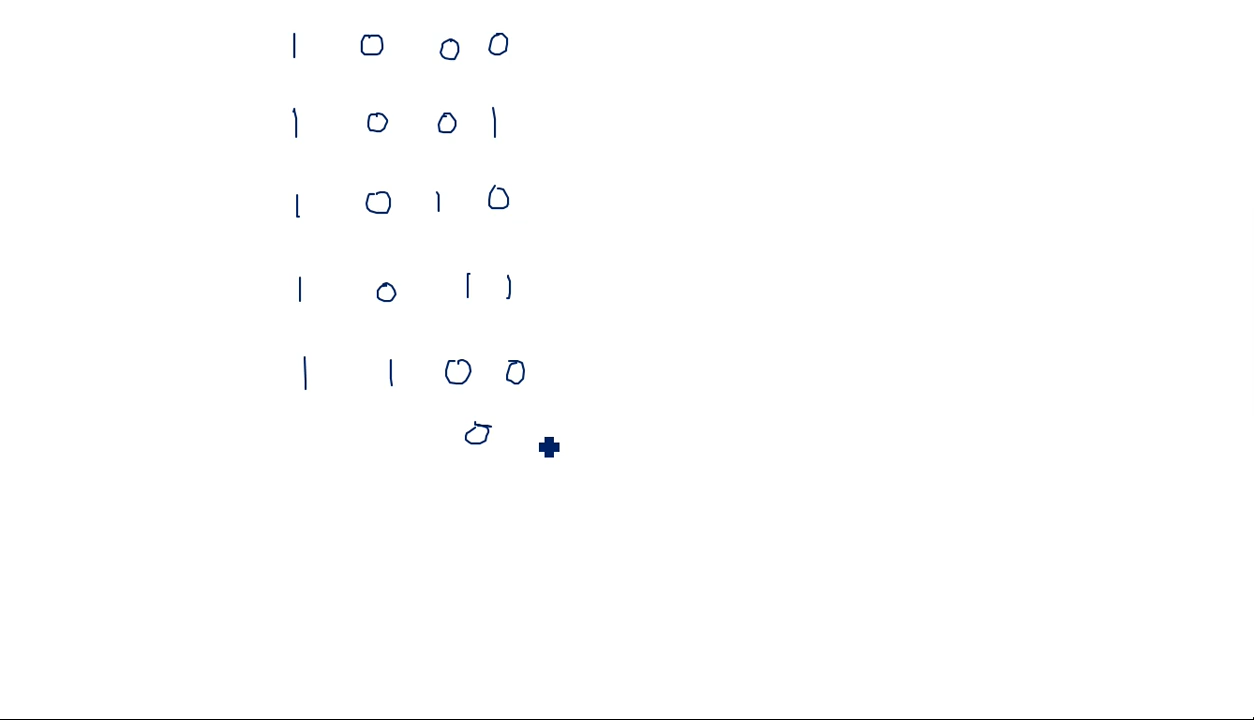 1 0 0 0
1 0 0 1
1 0 1 0
1 0 1 1
1 1 0 0
0